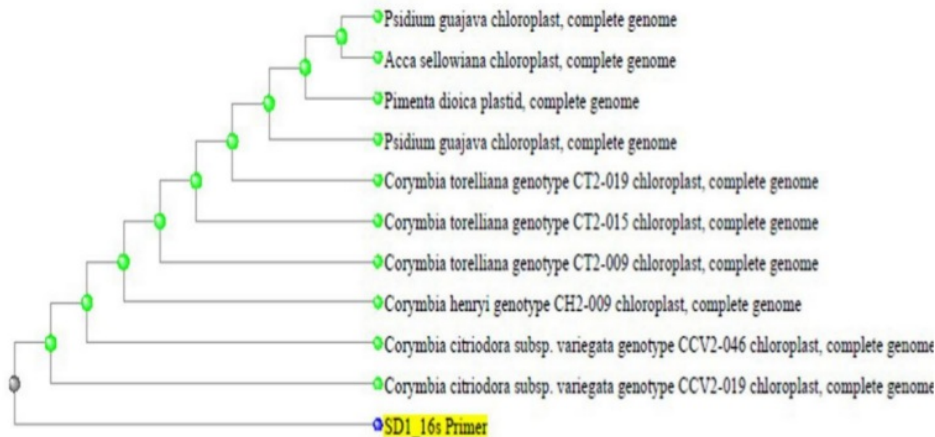 Psidium guajava chloroplast, complete genome
Acca sellowiana chloroplast, complete genome
Pimenta dioica plastid, complete genome
Psidium guajava chloroplast, complete genome
Corymbia torelliana genotype CT2-019 chloroplast, complete genome
Corymbia torelliana genotype CT2-015 chloroplast, complete genome
Corymbia torelliana genotype CT2-009 chloroplast, complete genome
Corymbia henryi genotype CH2-009 chloroplast, complete genome
Corymbia citriodora subsp. variegata genotype CCV2-046 chloroplast, complete genome
Corymbia citriodora subsp. variegata genotype CCV2-019 chloroplast, complete genome
SD1_16s Primer